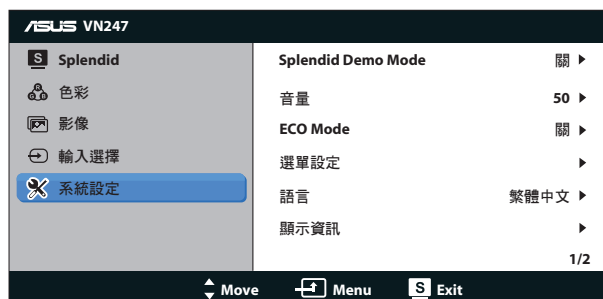 ASUS VN247
S Splendid
色彩
影像
輸入選擇
系統設定
Splendid Demo Mode 關
音量 50
ECO Mode 關
選單設定
語言 繁體中文
顯示資訊
1/2
Move Menu S Exit